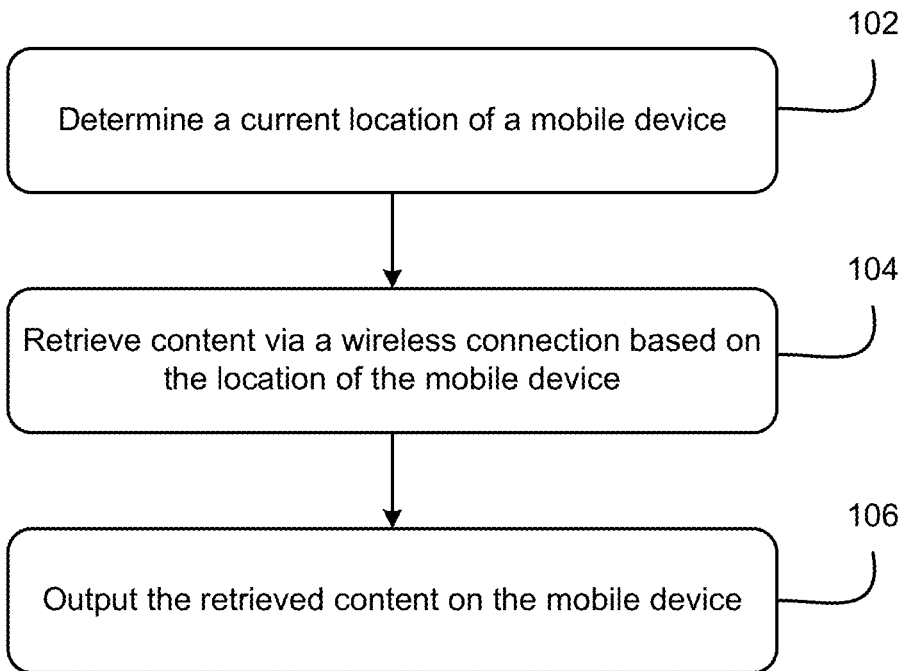 102
Determine a current location of a mobile device
104
Retrieve content via a wireless connection based on
the location of the mobile device
106
Output the retrieved content on the mobile device